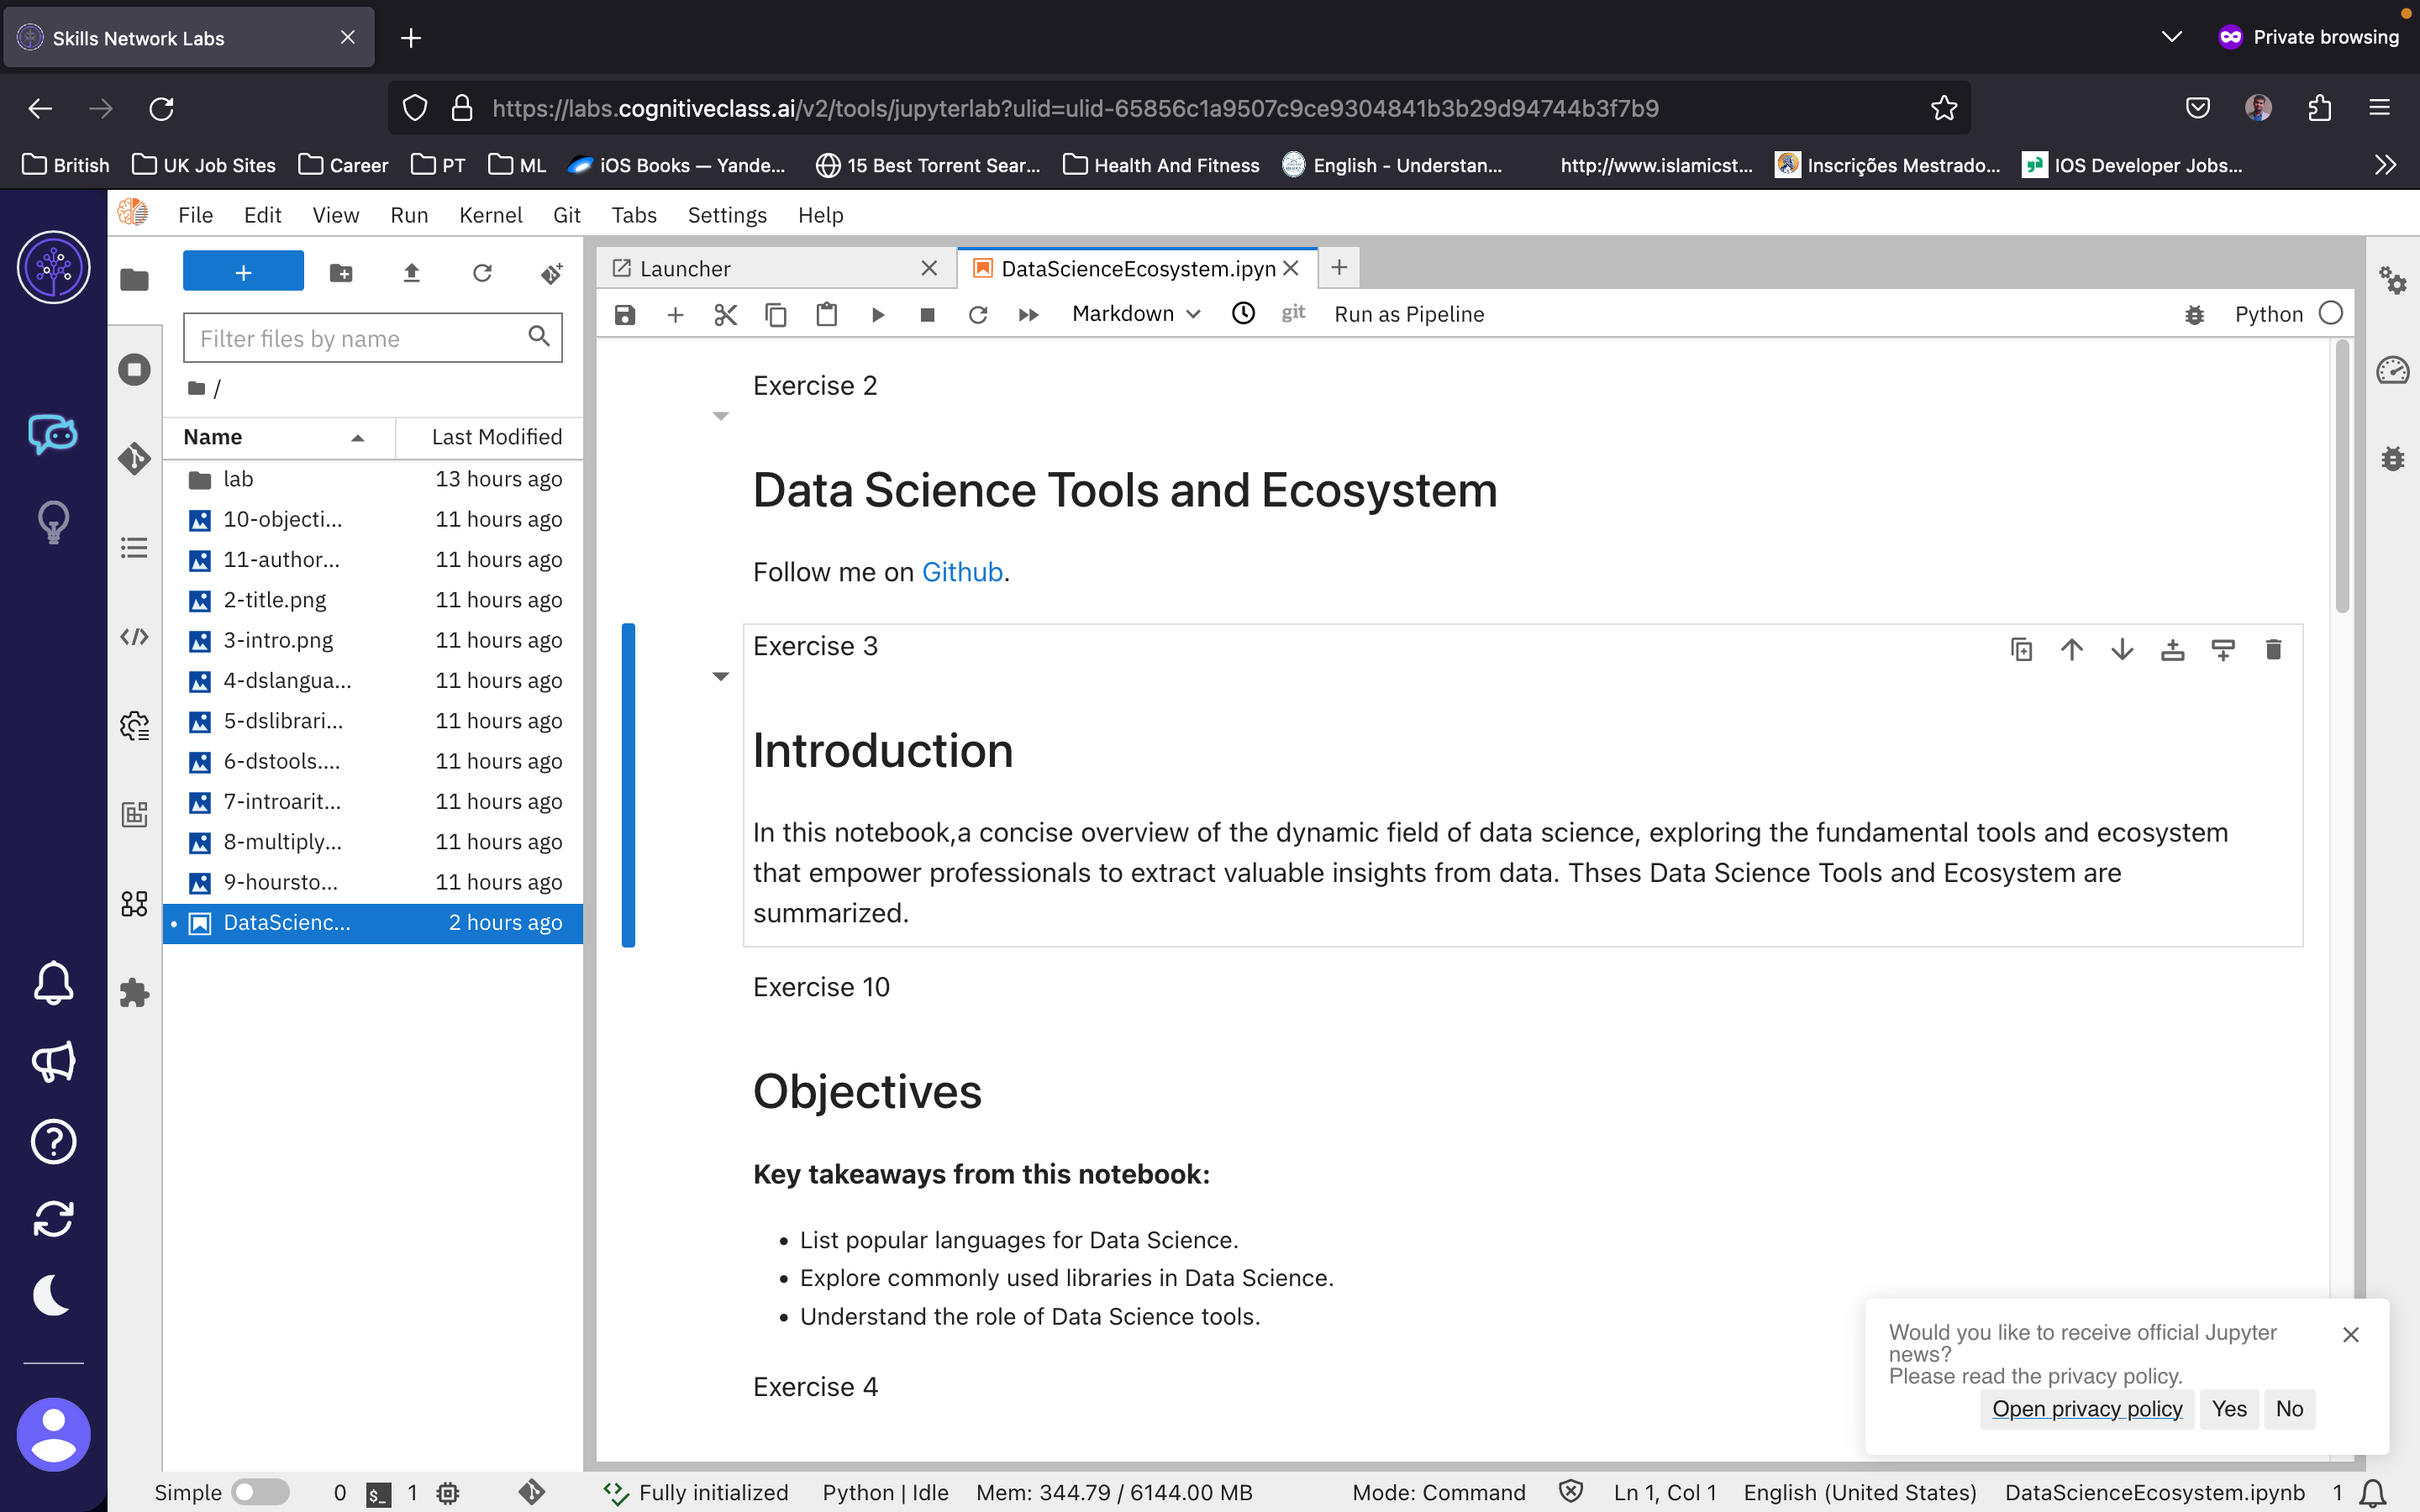 Skills Network Labs
Private browsing
https://labs.cognitiveclass.ai/v2/tools/jupyterlab?ulid=ulid-65856c1a9507c9ce9304841b3b29d94744b3f7b9
British UK Job Sites Career PT ML iOS Books — Yande... 15 Best Torrent Sear... Health And Fitness English - Understan... http://www.islamicst... Inscrições Mestrado... IOS Developer Jobs...
File Edit View Run Kernel Git Tabs Settings Help
Launcher DataScienceEcosystem.ipyn
Markdown git Run as Pipeline Python
Filter files by name
/
Name Last Modified
lab 13 hours ago
10-objecti... 11 hours ago
11-author... 11 hours ago
2-title.png 11 hours ago
3-intro.png 11 hours ago
4-dslangua... 11 hours ago
5-dslibrari... 11 hours ago
6-dstools.... 11 hours ago
7-introarit... 11 hours ago
8-multiply... 11 hours ago
9-hoursto... 11 hours ago
DataScienc... 2 hours ago
Exercise 2
Data Science Tools and Ecosystem
Follow me on Github.
Exercise 3
Introduction
In this notebook,a concise overview of the dynamic field of data science, exploring the fundamental tools and ecosystem
that empower professionals to extract valuable insights from data. Thses Data Science Tools and Ecosystem are
summarized.
Exercise 10
Objectives
Key takeaways from this notebook:
• List popular languages for Data Science.
• Explore commonly used libraries in Data Science.
• Understand the role of Data Science tools.
Exercise 4
Would you like to receive official Jupyter
news?
Please read the privacy policy.
Open privacy policy Yes No
Simple 0 $_ 1 Fully initialized Python | Idle Mem: 344.79 / 6144.00 MB Mode: Command Ln 1, Col 1 English (United States) DataScienceEcosystem.ipynb 1